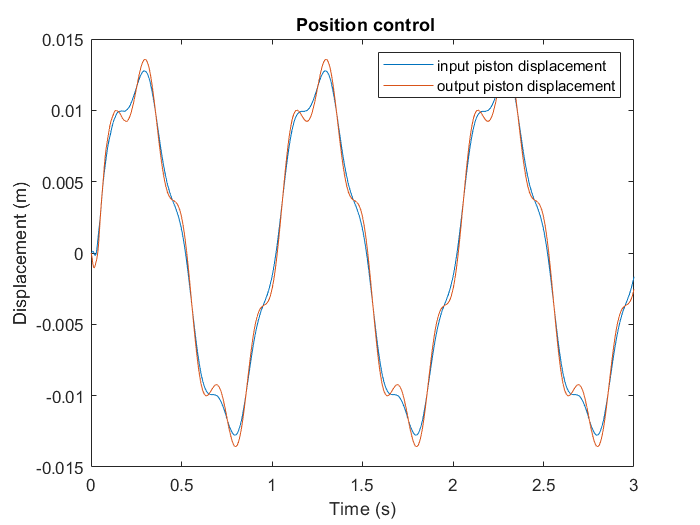 Position control
0.015
0.01
0.005
0
-0.005
-0.01
-0.015
Displacement (m)
input piston displacement
output piston displacement
0 0.5 1 1.5 2 2.5 3
Time (s)